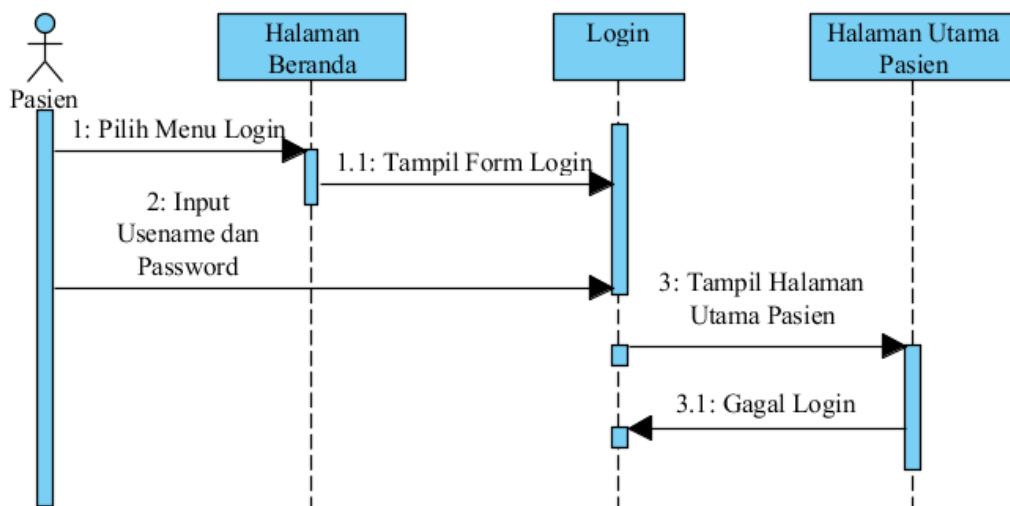 Halaman
Beranda
Login
Halaman Utama
Pasien
Pasien
1: Pilih Menu Login
1.1: Tampil Form Login
2: Input
Usename dan
Password
3: Tampil Halaman
Utama Pasien
3.1: Gagal Login